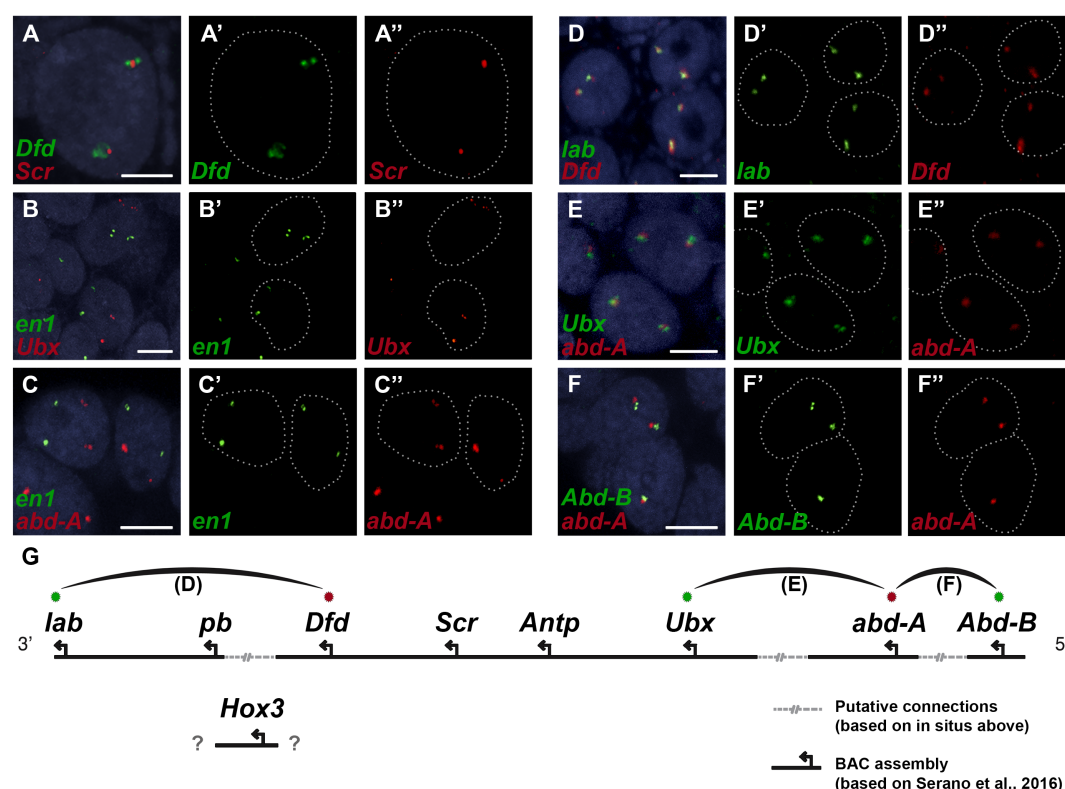 A A' A" D D' D"
Dfd
Scr Dfd Scr
lab
Dfd lab Dfd
B B' B" E E' E"
en1
Ubx en1 Ubx
Ubx
abd-A Ubx abd-A
C C' C" F F' F"
en1
abd-A en1 abd-A
Abd-B
abd-A Abd-B abd-A
G
(D) (E) (F)
lab pb Dfd Scr Antp Ubx abd-A Abd-B
3' 5
Hox3
? ?
Putative connections
(based on in situs above)
BAC assembly
(based on Serano et al., 2016)